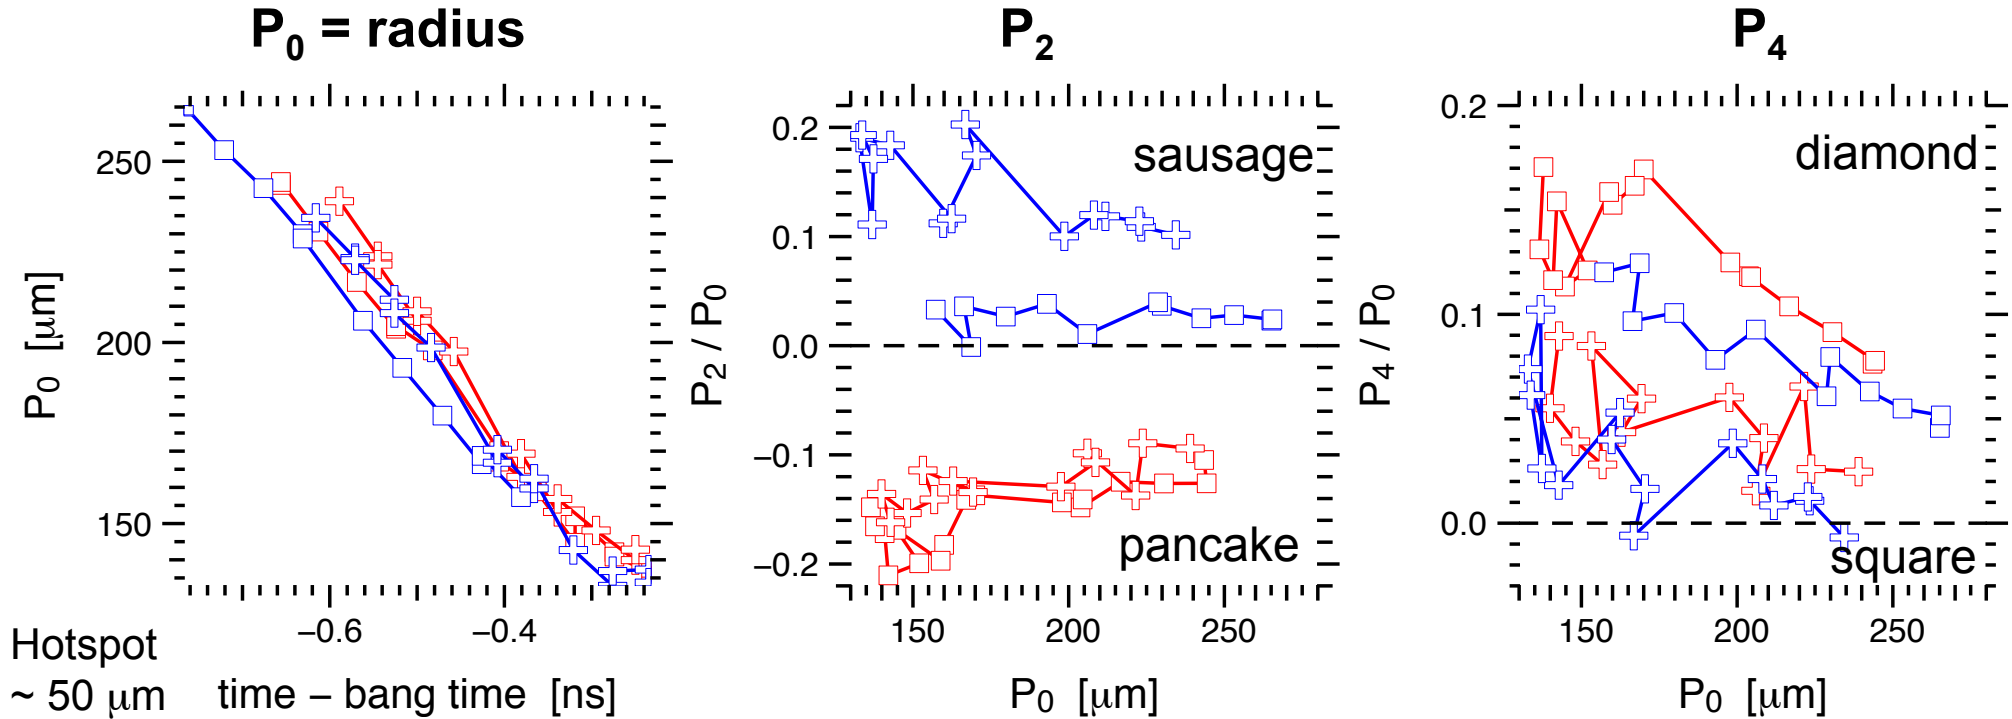 P0 = radius
P2
P4
P0 [μm]
250
200
150
−0.6
−0.4
time − bang time [ns]
Hotspot
~ 50 μm
P2 / P0
0.2
0.1
0.0
−0.1
−0.2
sausage
pancake
150
200
250
P0 [μm]
P4 / P0
0.2
0.1
0.0
diamond
square
150
200
250
P0 [μm]